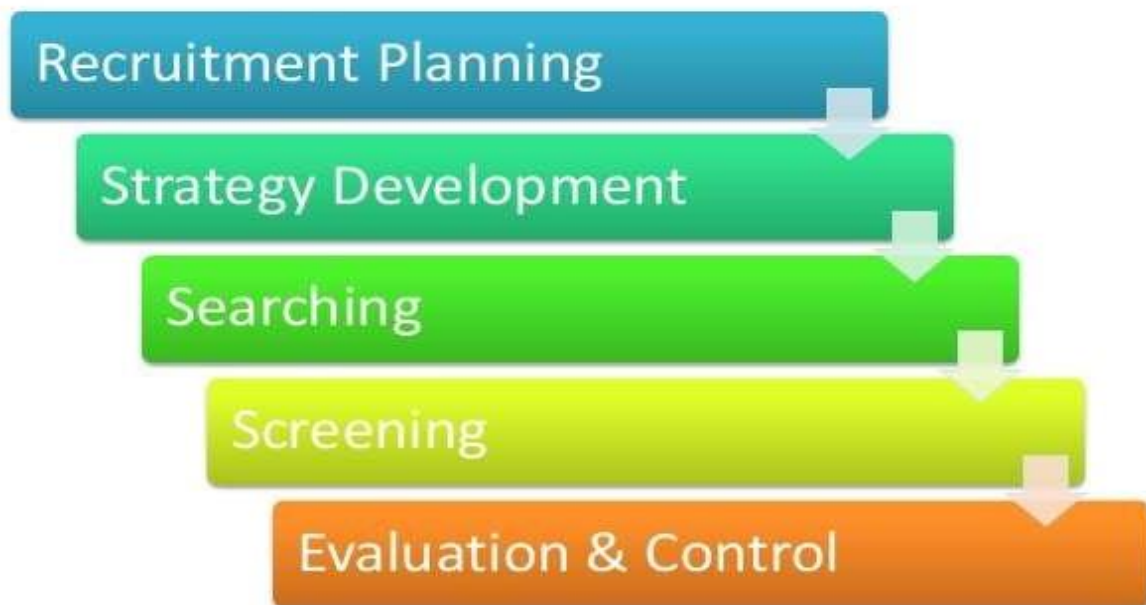 Recruitment Planning
Strategy Development
Searching
Screening
Evaluation & Control